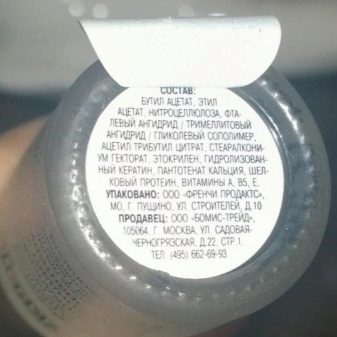 СОСТАВ:
БУТИЛ АЦЕТАТ, ЭТИЛ
АЦЕТАТ, НИТРОЦЕЛЛЮЛОЗА, ФТА-
ЛЕВЫЙ АНГИДРИД / ТРИМЕЛЛИТОВЫЙ
АНГИДРИД / ГЛИКОЛЕВЫЙ СОПОЛИМЕР,
АЦЕТИЛ ТРИБУТИЛ ЦИТРАТ, СТЕАРАЛКОНИ-
УМ ГЕКТОРАТ, ЭТОКРИЛЕН, ГИДРОЛИЗОВАН-
НЫЙ КЕРАТИН, ПАНТОТЕНАТ КАЛЬЦИЯ, ШЕЛ-
КОВЫЙ ПРОТЕИН, ВИТАМИНЫ А, В5, Е.
УПАКОВАНО: ООО «ФРЕНЧИ ПРОДАКТС»,
МО, Г. ПУЩИНО, УЛ. СТРОИТЕЛЕЙ, Д.10
ПРОДАВЕЦ: ООО «БОМИС-ТРЕЙД»,
105064, Г. МОСКВА, УЛ. САДОВАЯ-
ЧЕРНОГРЯЗСКАЯ, Д.22, СТР.1.
ТЕЛ. (495) 662-69-93